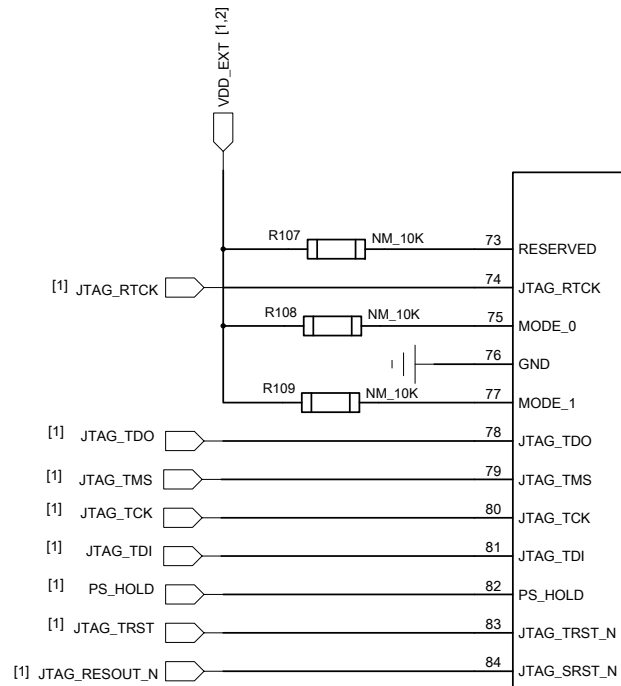 VDD_EXT [1,2]
R107 NM_10K 73 RESERVED
[1] JTAG_RTCK 74 JTAG_RTCK
R108 NM_10K 75 MODE_0
76 GND
R109 NM_10K 77 MODE_1
[1] JTAG_TDO 78 JTAG_TDO
[1] JTAG_TMS 79 JTAG_TMS
[1] JTAG_TCK 80 JTAG_TCK
[1] JTAG_TDI 81 JTAG_TDI
[1] PS_HOLD 82 PS_HOLD
[1] JTAG_TRST 83 JTAG_TRST_N
[1] JTAG_RESOUT_N 84 JTAG_SRST_N